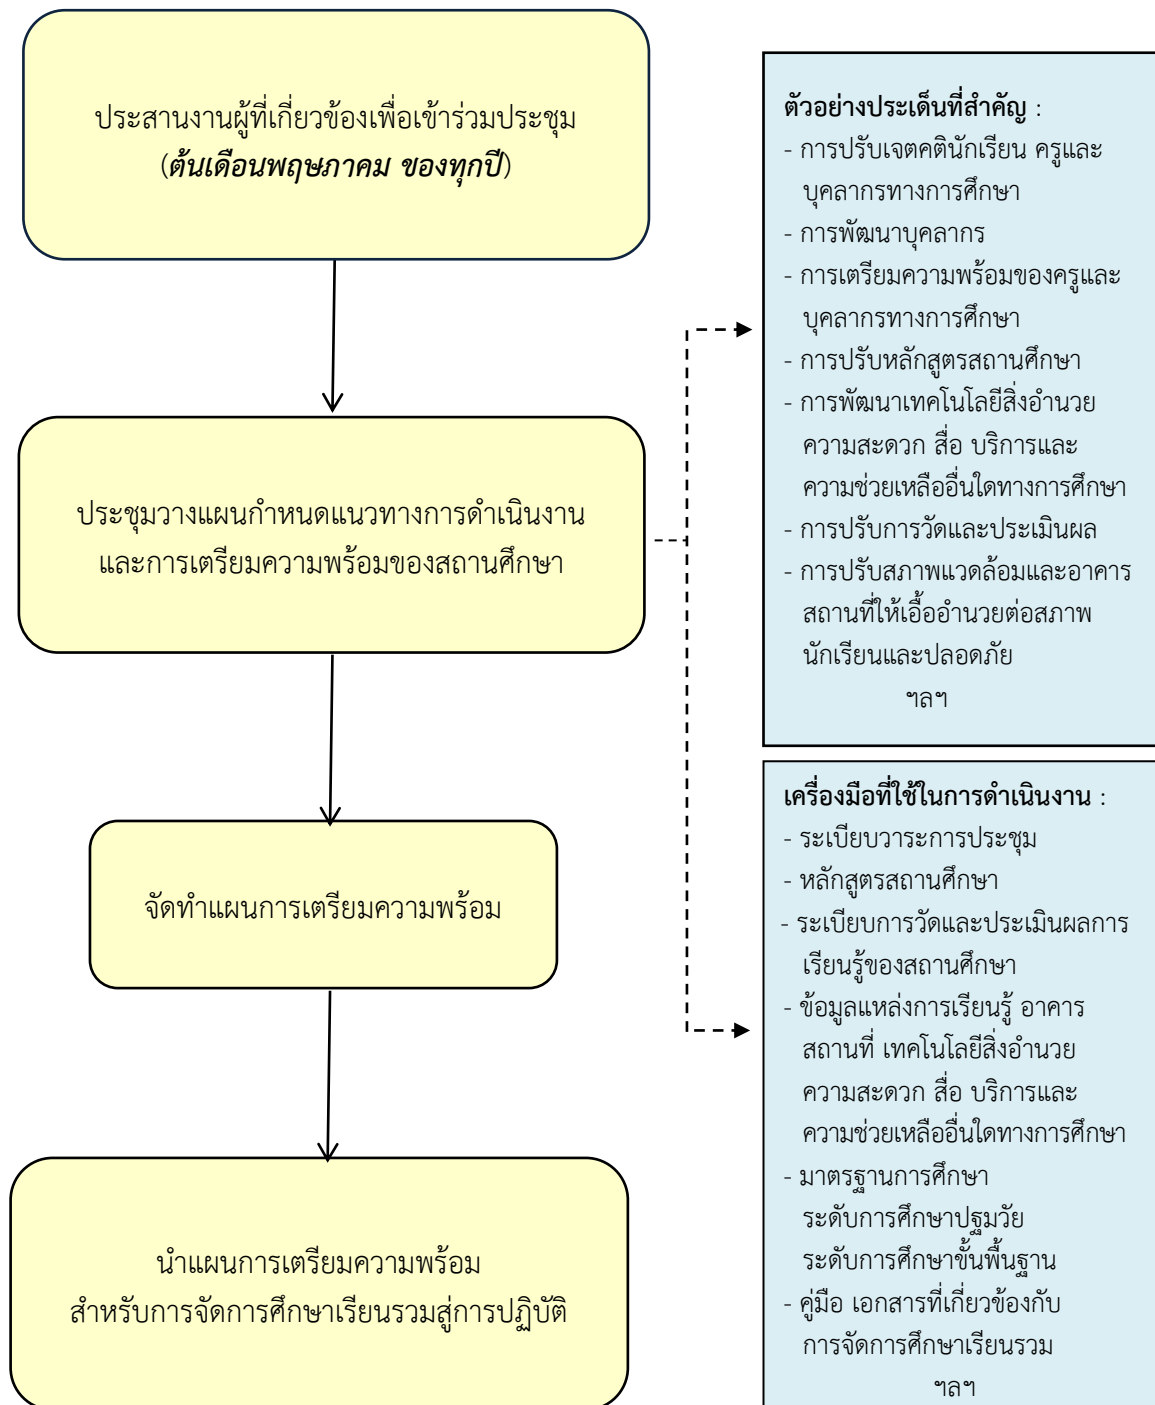 ประสานงานผู้ที่เกี่ยวข้องเพื่อเข้าร่วมประชุม
(ต้นเดือนพฤษภาคม ของทุกปี)
ประชุมวางแผนกำหนดแนวทางการดำเนินงาน
และการเตรียมความพร้อมของสถานศึกษา
จัดทำแผนการเตรียมความพร้อม
นำแผนการเตรียมความพร้อม
สำหรับการจัดการศึกษาเรียนรวมสู่การปฏิบัติ
ตัวอย่างประเด็นที่สำคัญ :
- การปรับเจตคตินักเรียน ครูและ
บุคลากรทางการศึกษา
- การพัฒนาบุคลากร
- การเตรียมความพร้อมของครูและ
บุคลากรทางการศึกษา
- การปรับหลักสูตรสถานศึกษา
- การพัฒนาเทคโนโลยีสิ่งอำนวย
ความสะดวก สื่อ บริการและ
ความช่วยเหลืออื่นใดทางการศึกษา
- การปรับการวัดและประเมินผล
- การปรับสภาพแวดล้อมและอาคาร
สถานที่ให้เอื้ออำนวยต่อสภาพ
นักเรียนและปลอดภัย
ฯลฯ
เครื่องมือที่ใช้ในการดำเนินงาน :
- ระเบียบวาระการประชุม
- หลักสูตรสถานศึกษา
- ระเบียบการวัดและประเมินผลการ
เรียนรู้ของสถานศึกษา
- ข้อมูลแหล่งการเรียนรู้ อาคาร
สถานที่ เทคโนโลยีสิ่งอำนวย
ความสะดวก สื่อ บริการและ
ความช่วยเหลืออื่นใดทางการศึกษา
- มาตรฐานการศึกษา
ระดับการศึกษาปฐมวัย
ระดับการศึกษาขั้นพื้นฐาน
- คู่มือ เอกสารที่เกี่ยวข้องกับ
การจัดการศึกษาเรียนรวม
ฯลฯ